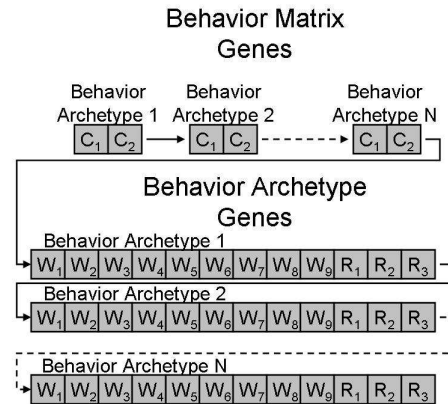 Behavior Matrix
Genes
Behavior Archetype 1 Behavior Archetype 2 Behavior Archetype N
C₁ C₂ C₁ C₂ C₁ C₂
Behavior Archetype
Genes
Behavior Archetype 1
W₁ W₂ W₃ W₄ W₅ W₆ W₇ W₈ W₉ R₁ R₂ R₃
Behavior Archetype 2
W₁ W₂ W₃ W₄ W₅ W₆ W₇ W₈ W₉ R₁ R₂ R₃
Behavior Archetype N
W₁ W₂ W₃ W₄ W₅ W₆ W₇ W₈ W₉ R₁ R₂ R₃